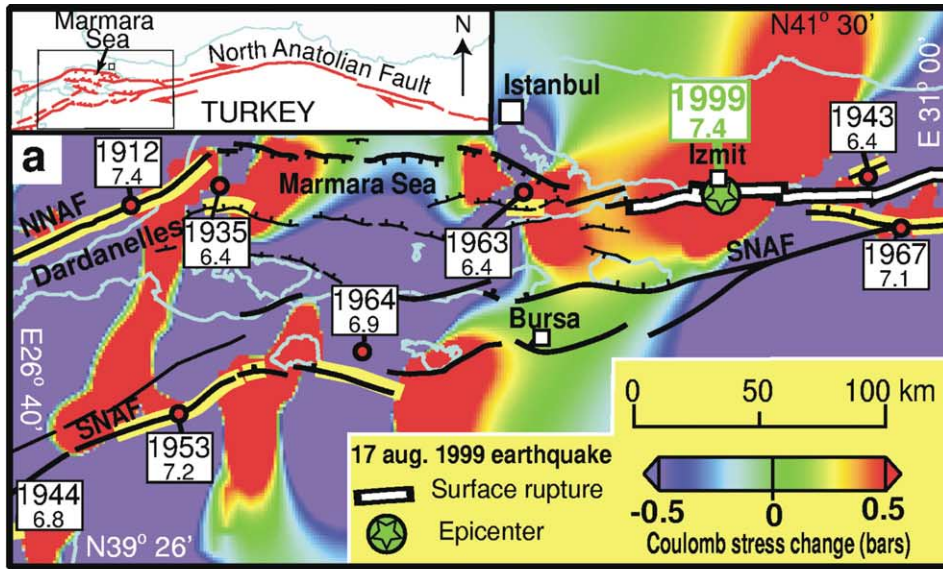 Marmara
Sea
North Anatolian Fault
TURKEY
N
N41° 30'
E 31° 00'
a
Istanbul
1999
7.4
Izmit
1943
6.4
1912
7.4
NNAF
Marmara Sea
Dardanelles
1935
6.4
1963
6.4
SNAF
1967
7.1
1964
6.9
Bursa
E26° 40'
SNAF
1953
7.2
1944
6.8
N39° 26'
0 50 100 km
17 aug. 1999 earthquake
Surface rupture
Epicenter
-0.5 0 0.5
Coulomb stress change (bars)